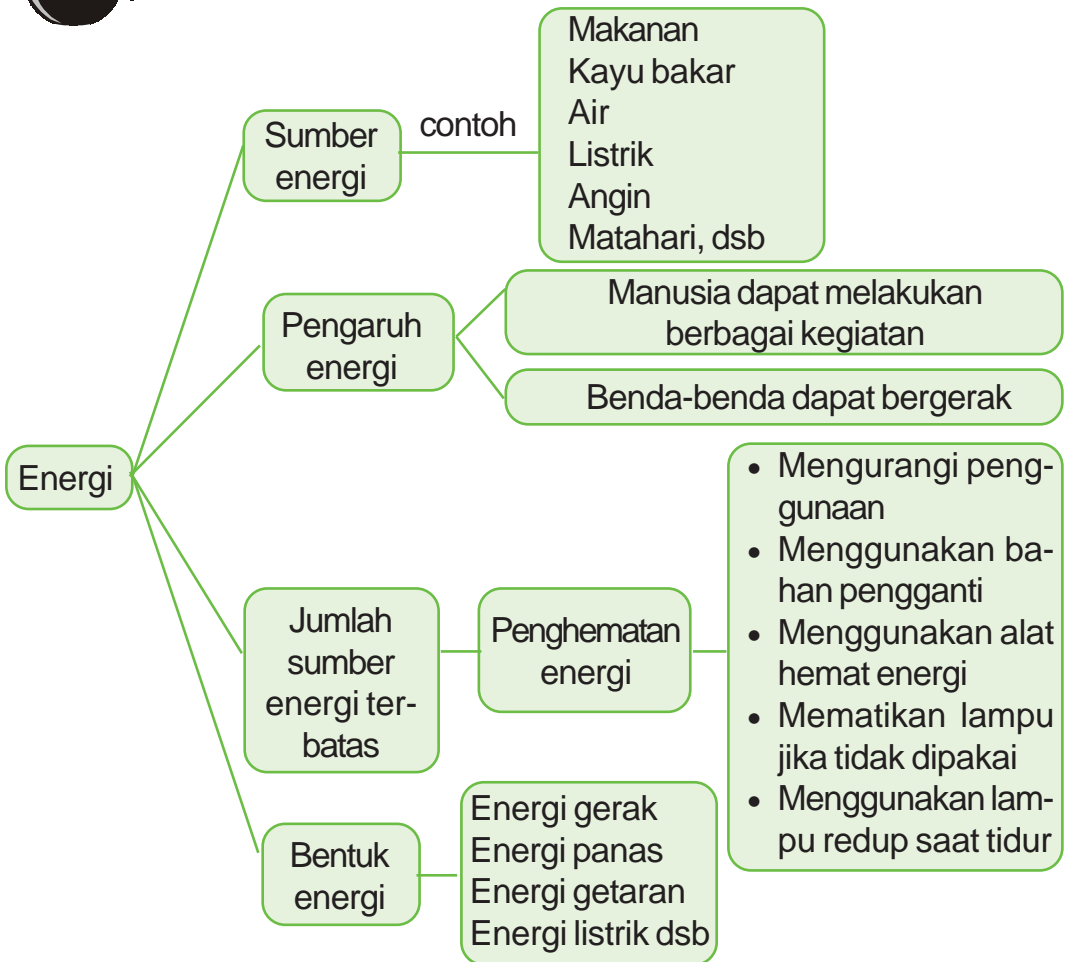 Makanan
Kayu bakar
Air
Listrik
Angin
Matahari, dsb
contoh
Sumber
energi
Manusia dapat melakukan
berbagai kegiatan
Pengaruh
energi
Benda-benda dapat bergerak
Energi
• Mengurangi peng-
gunaan
• Menggunakan ba-
han pengganti
• Menggunakan alat
hemat energi
• Mematikan lampu
jika tidak dipakai
• Menggunakan lam-
pu redup saat tidur
Jumlah
sumber
energi ter-
batas
Penghematan
energi
Bentuk
energi
Energi gerak
Energi panas
Energi getaran
Energi listrik dsb